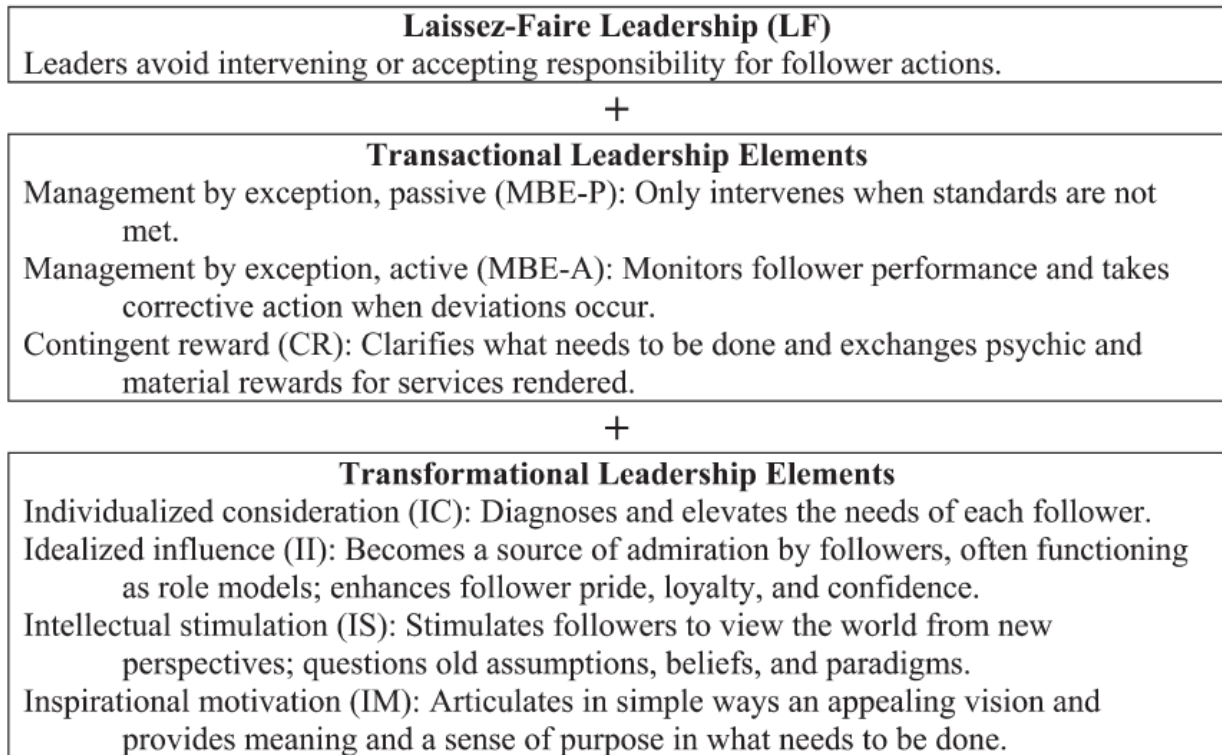 Laissez-Faire Leadership (LF)
Leaders avoid intervening or accepting responsibility for follower actions.
+
Transactional Leadership Elements
Management by exception, passive (MBE-P): Only intervenes when standards are not
met.
Management by exception, active (MBE-A): Monitors follower performance and takes
corrective action when deviations occur.
Contingent reward (CR): Clarifies what needs to be done and exchanges psychic and
material rewards for services rendered.
+
Transformational Leadership Elements
Individualized consideration (IC): Diagnoses and elevates the needs of each follower.
Idealized influence (II): Becomes a source of admiration by followers, often functioning
as role models; enhances follower pride, loyalty, and confidence.
Intellectual stimulation (IS): Stimulates followers to view the world from new
perspectives; questions old assumptions, beliefs, and paradigms.
Inspirational motivation (IM): Articulates in simple ways an appealing vision and
provides meaning and a sense of purpose in what needs to be done.